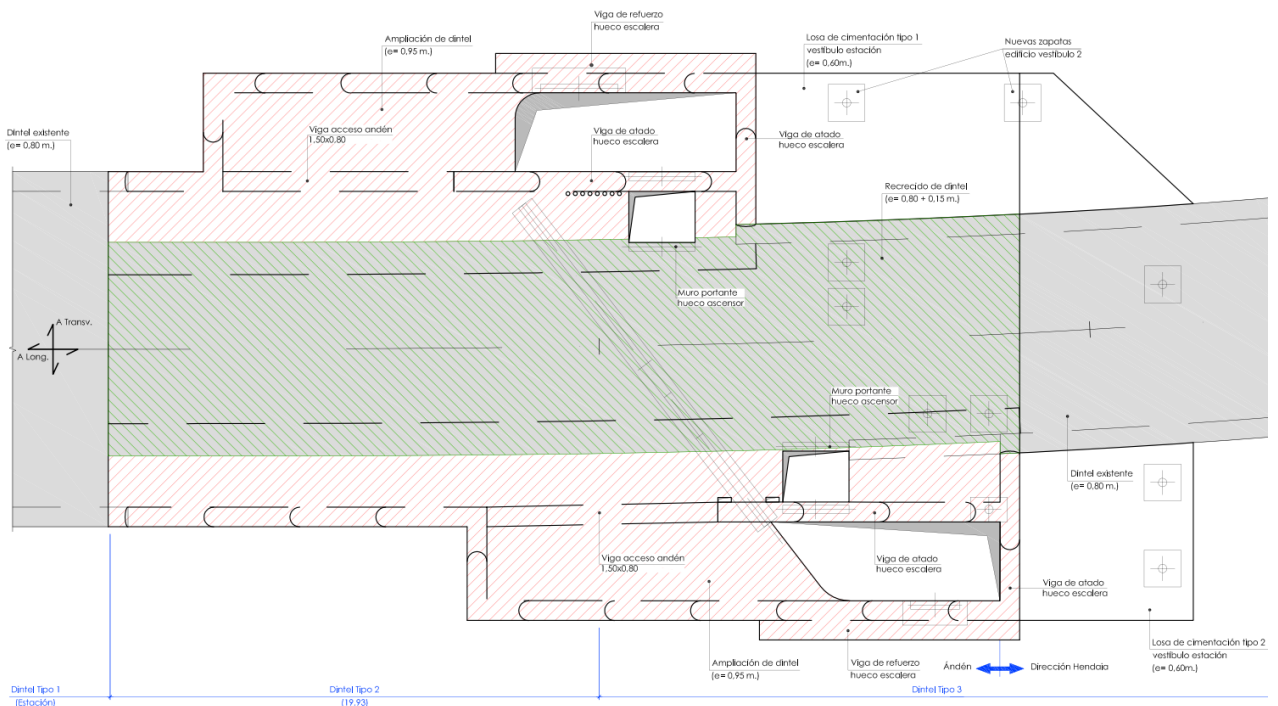 Viga de refuerzo
hueco escalera
Ampliación de dintel
(e= 0,95 m.)
Losa de cimentación tipo 1
vestíbulo estación
(e= 0,60m.)
Nuevas zapatas
edificio vestíbulo 2
Dintel existente
(e= 0,80 m.)
Viga acceso andén
1.50x0.80
Viga de atado
hueco escalera
Viga de atado
hueco escalera
Recrecido de dintel
(e= 0,80 + 0,15 m.)
Muro portante
hueco ascensor
A Transv.
A Long.
Muro portante
hueco ascensor
Dintel existente
(e= 0,80 m.)
Viga acceso andén
1.50x0.80
Viga de atado
hueco escalera
Viga de atado
hueco escalera
Ampliación de dintel
(e= 0,95 m.)
Viga de refuerzo
hueco escalera
Ándén
Dirección Hendaia
Losa de cimentación tipo 2
vestíbulo estación
(e= 0,60m.)
Dintel Tipo 1
(Estación)
Dintel Tipo 2
(19.93)
Dintel Tipo 3